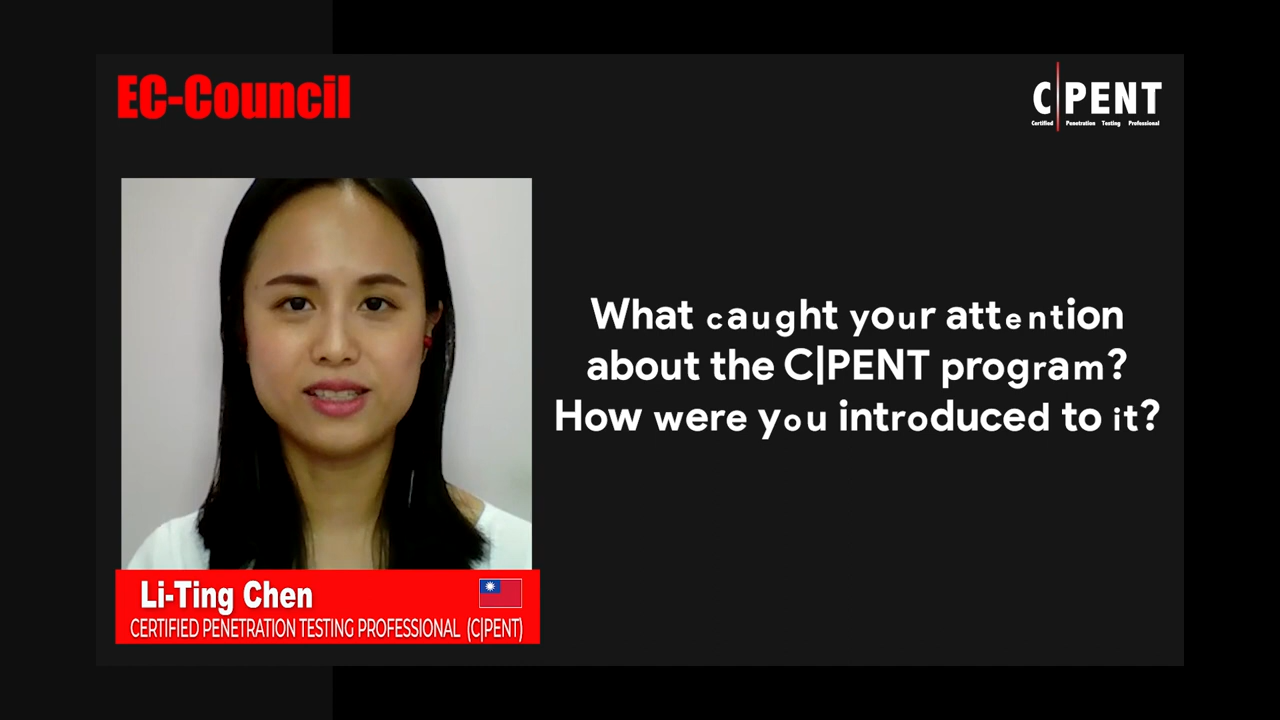 EC-Council
C|PENT
Certified Penetration Testing Professional
What caught your attention
about the C|PENT program?
How were you introduced to it?
Li-Ting Chen
CERTIFIED PENETRATION TESTING PROFESSIONAL (C|PENT)